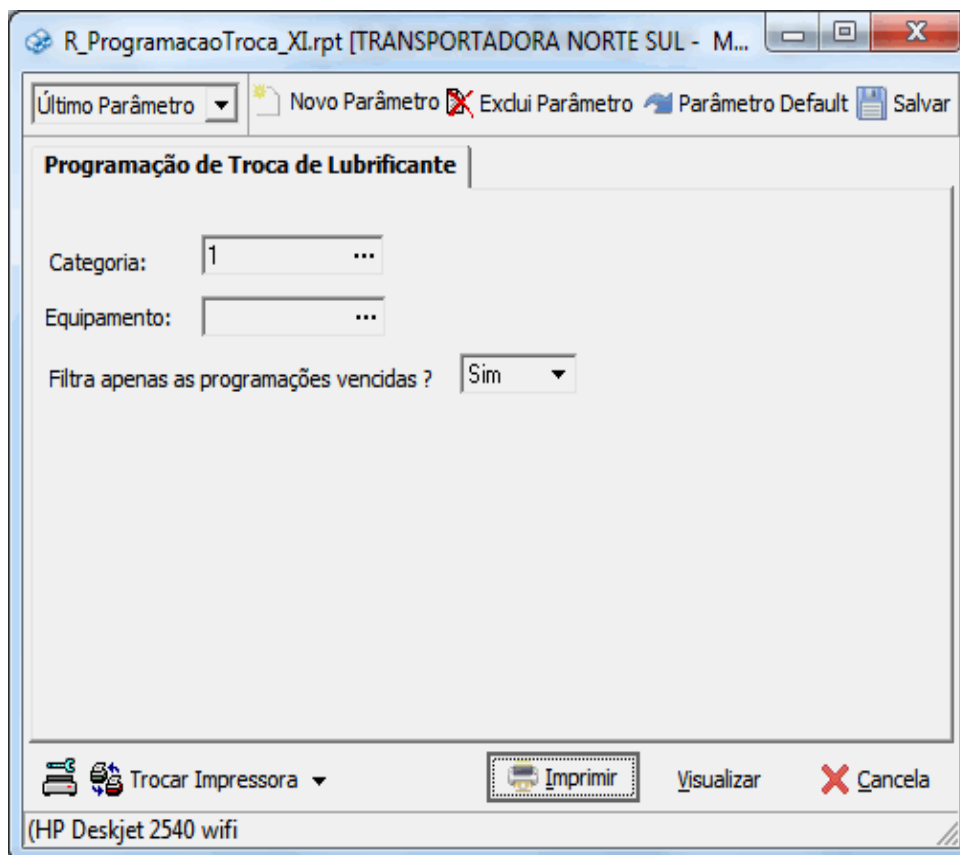 R_ProgramacaoTroca_XI.rpt [TRANSPORTADORA NORTE SUL - M...
Último Parâmetro Novo Parâmetro Exclui Parâmetro Parâmetro Default Salvar
Programação de Troca de Lubrificante
Categoria: 1 ...
Equipamento: ...
Filtra apenas as programações vencidas ? Sim
Trocar Impressora Imprimir Visualizar Cancela
(HP Deskjet 2540 wifi